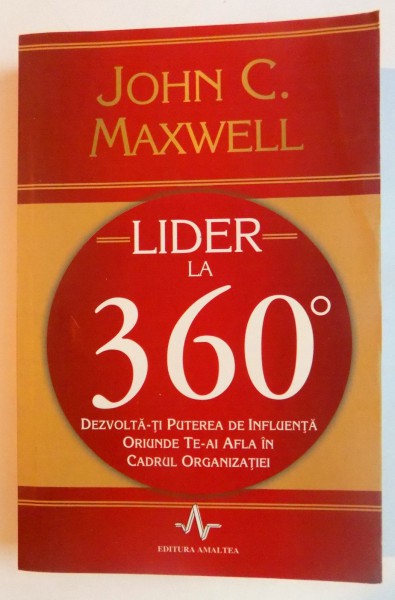 JOHN C.
MAXWELL
LIDER
LA
360°
DEZVOLTĂ-ȚI PUTEREA DE INFLUENȚĂ
ORIUNDE TE-AI AFLA ÎN
CADRUL ORGANIZAȚIEI
EDITURA AMALTEA